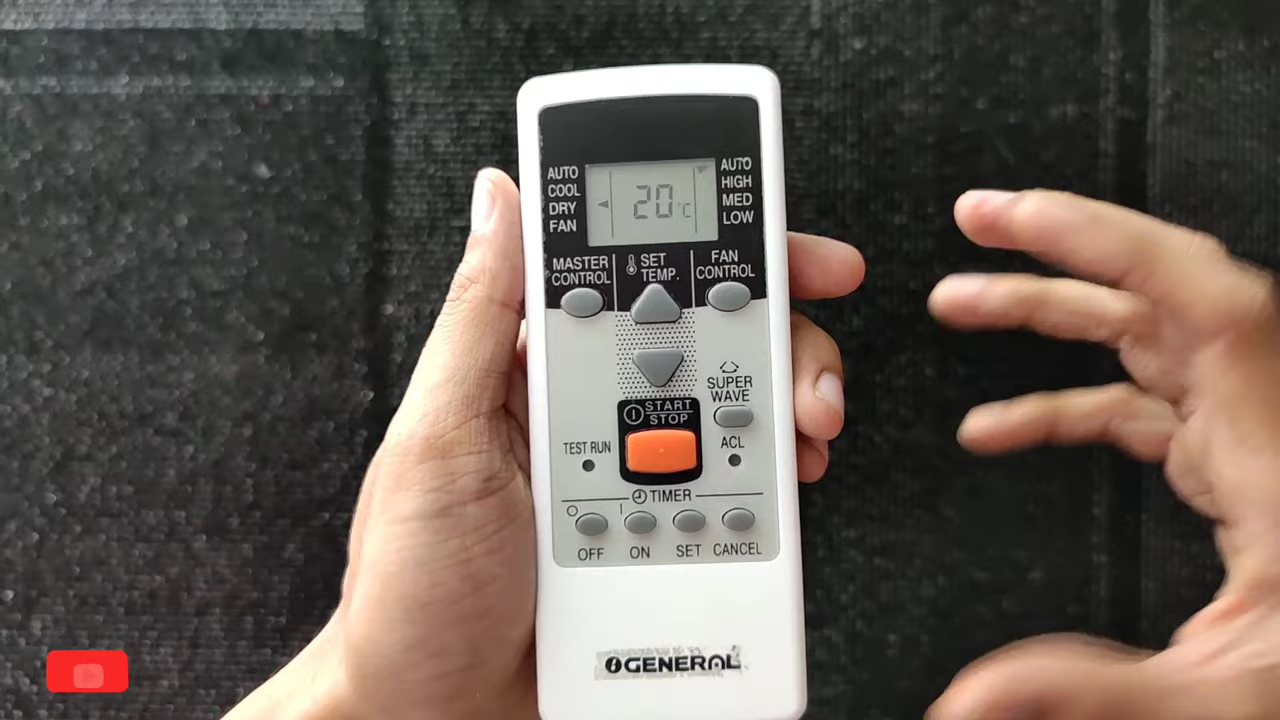 AUTO
COOL
DRY
FAN
20°C
AUTO
HIGH
MED
LOW
MASTER
CONTROL
SET
TEMP.
FAN
CONTROL
SUPER
WAVE
START
STOP
TEST RUN
ACL
TIMER
OFF
ON
SET
CANCEL
GENERAL